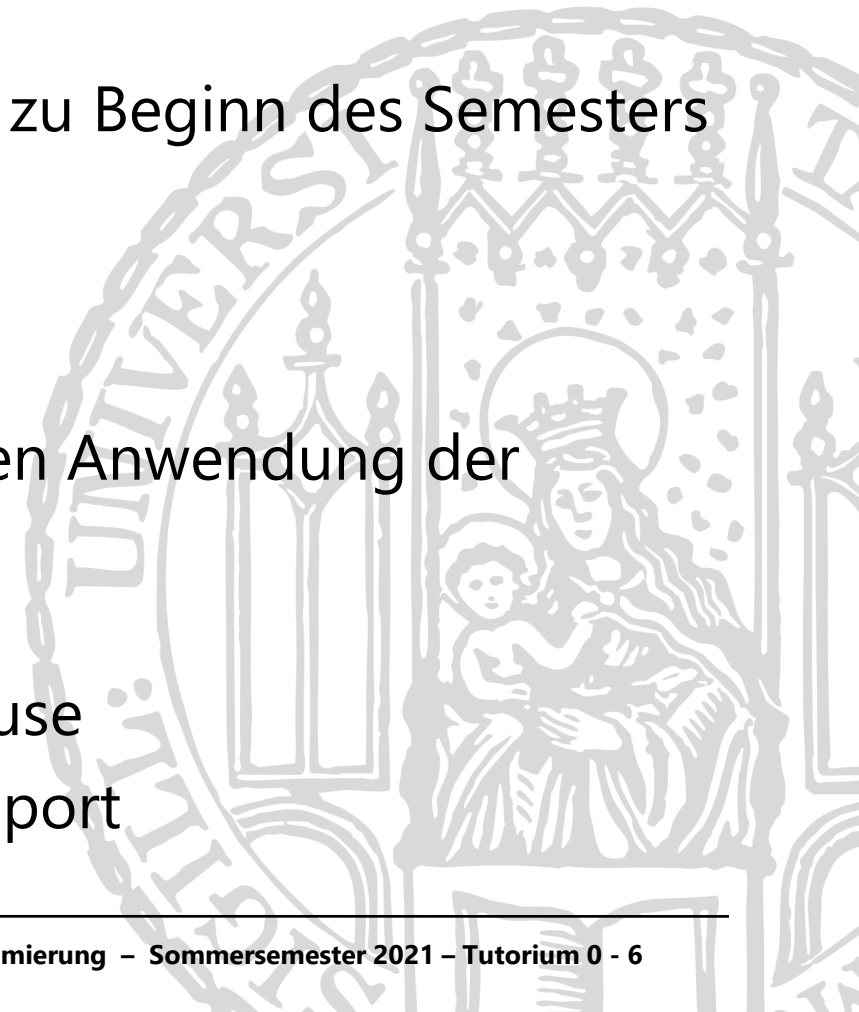 zu Beginn des Semesters
en Anwendung der
use
port
mierung – Sommersemester 2021 – Tutorium 0 - 6